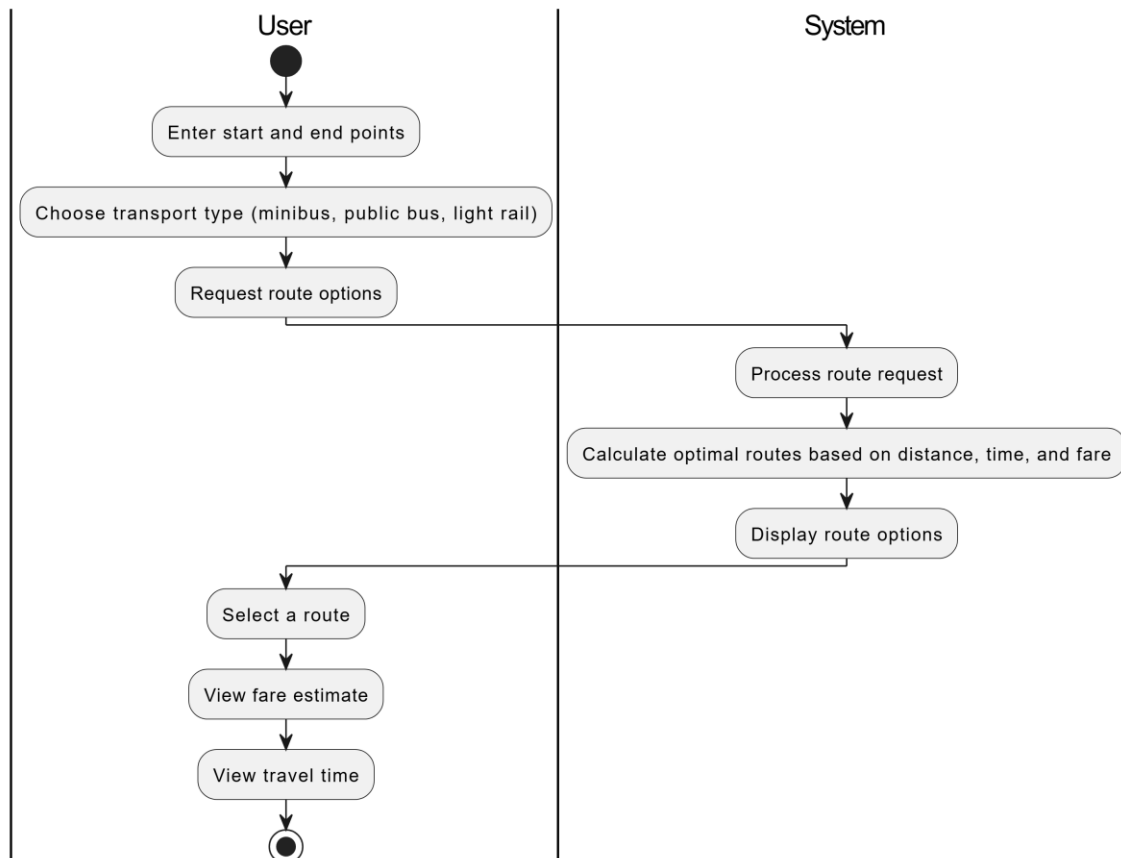 User
System
Enter start and end points
Choose transport type (minibus, public bus, light rail)
Request route options
Process route request
Calculate optimal routes based on distance, time, and fare
Display route options
Select a route
View fare estimate
View travel time